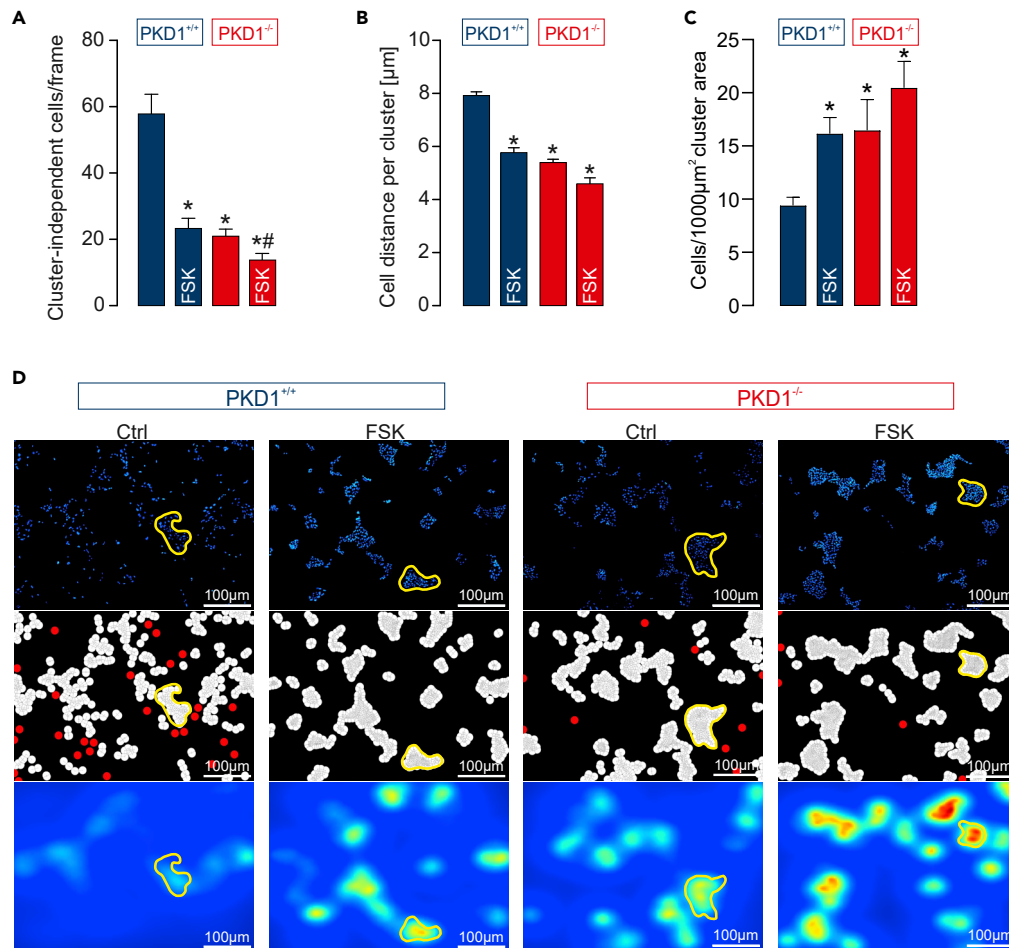 A
PKD1+/+ PKD1-/-
Cluster-independent cells/frame
80
60
40
20
0
* * *#
FSK FSK
B
PKD1+/+ PKD1-/-
Cell distance per cluster [µm]
10
8
6
4
2
0
* * *
FSK FSK
C
PKD1+/+ PKD1-/-
Cells/1000µm² cluster area
25
20
15
10
5
0
* * *
FSK FSK
D
PKD1+/+ PKD1-/-
Ctrl FSK Ctrl FSK
100µm 100µm 100µm 100µm
100µm 100µm 100µm 100µm
100µm 100µm 100µm 100µm